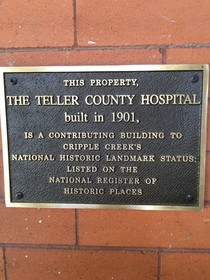 THIS PROPERTY,
THE TELLER COUNTY HOSPITAL
built in 1901,
IS A CONTRIBUTING BUILDING TO
CRIPPLE CREEK'S
NATIONAL HISTORIC LANDMARK STATUS;
LISTED ON THE
NATIONAL REGISTER OF
HISTORIC PLACES